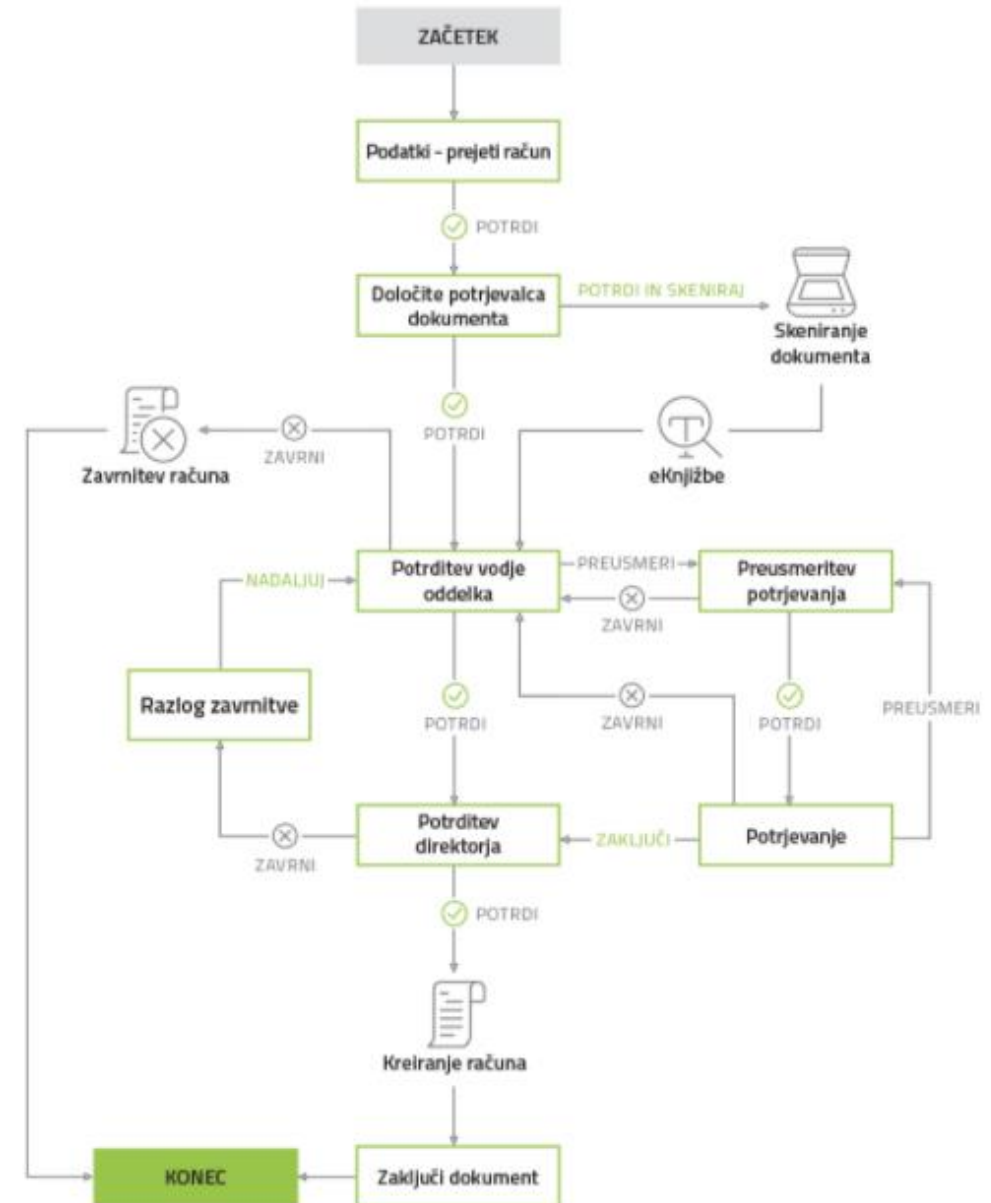 ZAČETEK
Podatki - prejeti račun
POTRDI
Določite potrjevalca
dokumenta
POTRDI IN SKENIRAJ
Skeniranje
dokumenta
POTRDI
ZAVRNI
Zavrnitev računa
eKnjižbe
Potrditev vodje
oddelka
PREUSMERI
Preusmeritev
potrjevanja
ZAVRNI
NADALJUJ
Razlog zavrnitve
POTRDI
ZAVRNI
POTRDI
PREUSMERI
Potrditev
direktorja
ZAKLJUČI
Potrjevanje
ZAVRNI
POTRDI
Kreiranje računa
KONEC
Zaključi dokument